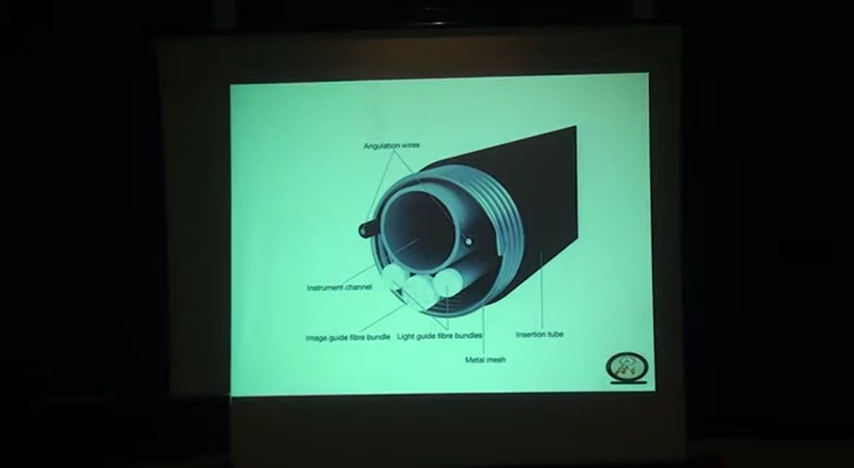 Angulation wires
Instrument channel
Image guide fibre bundle
Light guide fibre bundles
Insertion tube
Metal mesh